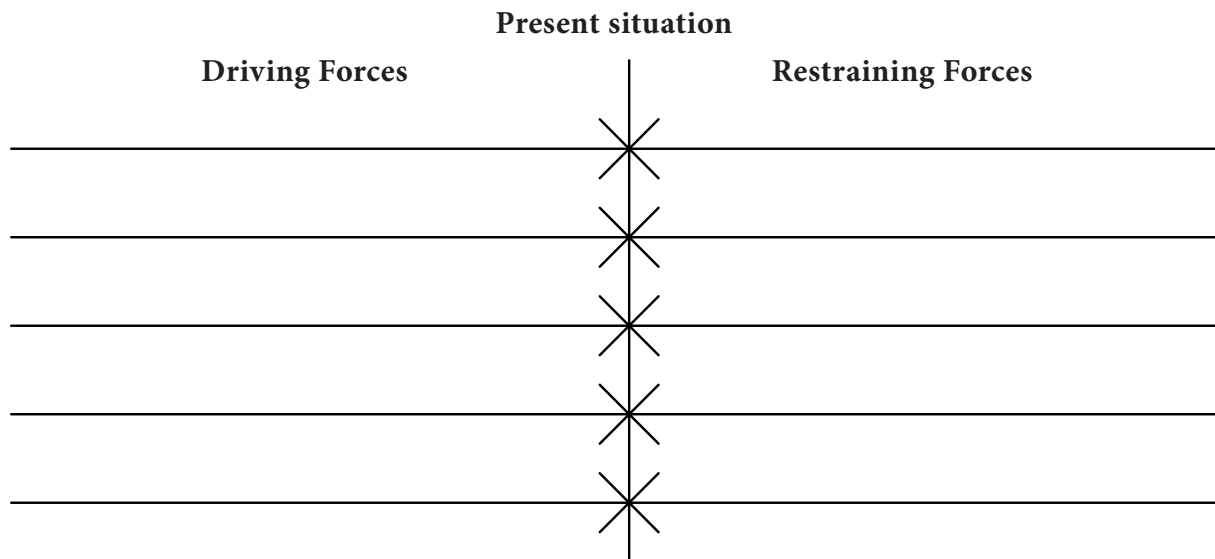 Present situation
Driving Forces
Restraining Forces